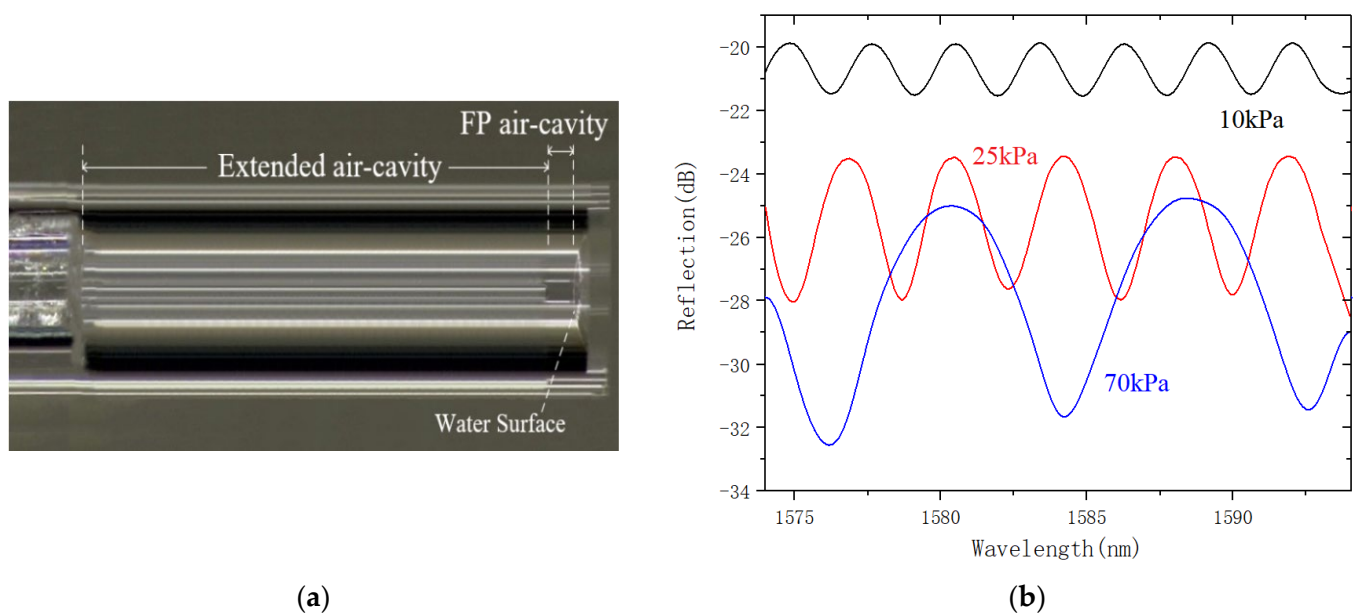 FP air-cavity
Extended air-cavity
Water Surface
(a)
-20
-22
-24
-26
-28
-30
-32
-34
Reflection(dB)
10kPa
25kPa
70kPa
1575
1580
1585
1590
Wavelength(nm)
(b)